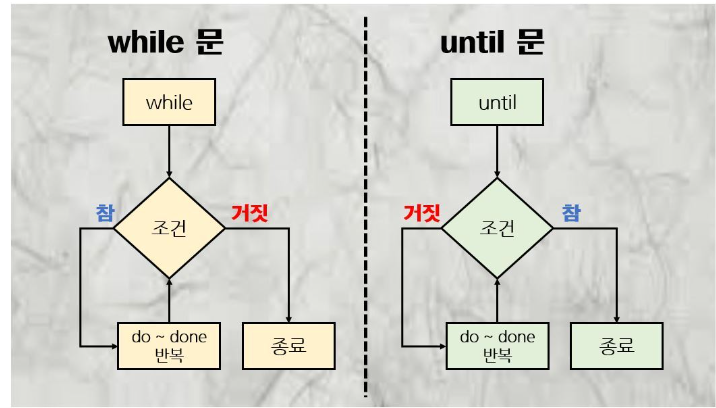 while 문
while
조건
참
거짓
do ~ done
반복
종료
until 문
until
조건
거짓
참
do ~ done
반복
종료